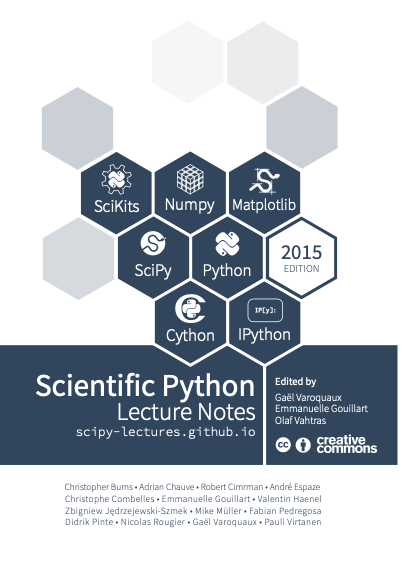 SciKits
Numpy
Matplotlib
SciPy
Python
2015
EDITION
Cython
IP[y]:
IPython
Scientific Python
Lecture Notes
scipy-lectures.github.io
Edited by
Gaël Varoquaux
Emmanuelle Gouillart
Olaf Vahtras
cc creative
commons
Christopher Burns • Adrian Chauve • Robert Cimrman • André Espaze
Christophe Combelles • Emmanuelle Gouillart • Valentin Haenel
Zbigniew Jędrzejewski-Szmek • Mike Müller • Fabian Pedregosa
Didrik Pinte • Nicolas Rougier • Gaël Varoquaux • Pauli Virtanen